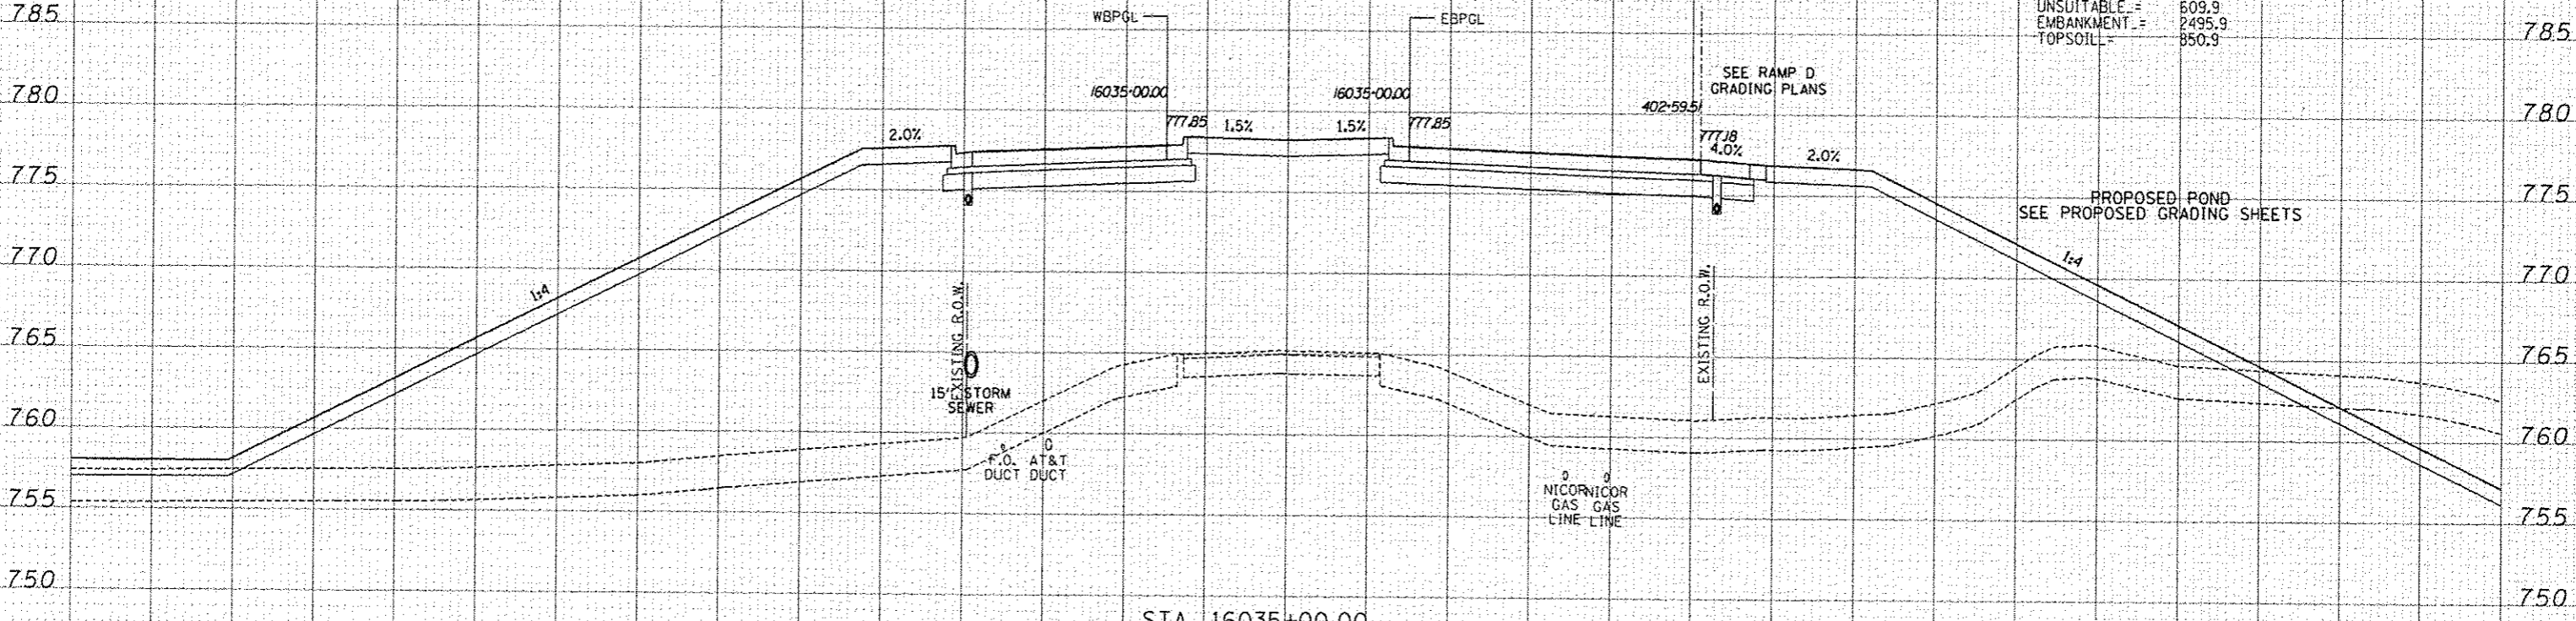 785
WBPGL
EBPGL
UNSUITABLE = 609.9
EMBANKMENT = 2495.9
TOPSOIL = 850.9
785
780
16035+00.00
16035+00.00
SEE RAMP D
GRADING PLANS
402+59.51
780
2.0%
777.85
1.5%
1.5%
777.85
777.18
4.0%
2.0%
775
PROPOSED POND
SEE PROPOSED GRADING SHEETS
775
770
1:4
EXISTING R.O.W.
EXISTING R.O.W.
1:4
770
765
15" STORM
SEWER
765
760
F.O.
DUCT
AT&T
DUCT
760
755
NICOR
GAS
LINE
NICOR
GAS
LINE
755
750
STA. 16035+00.00
750